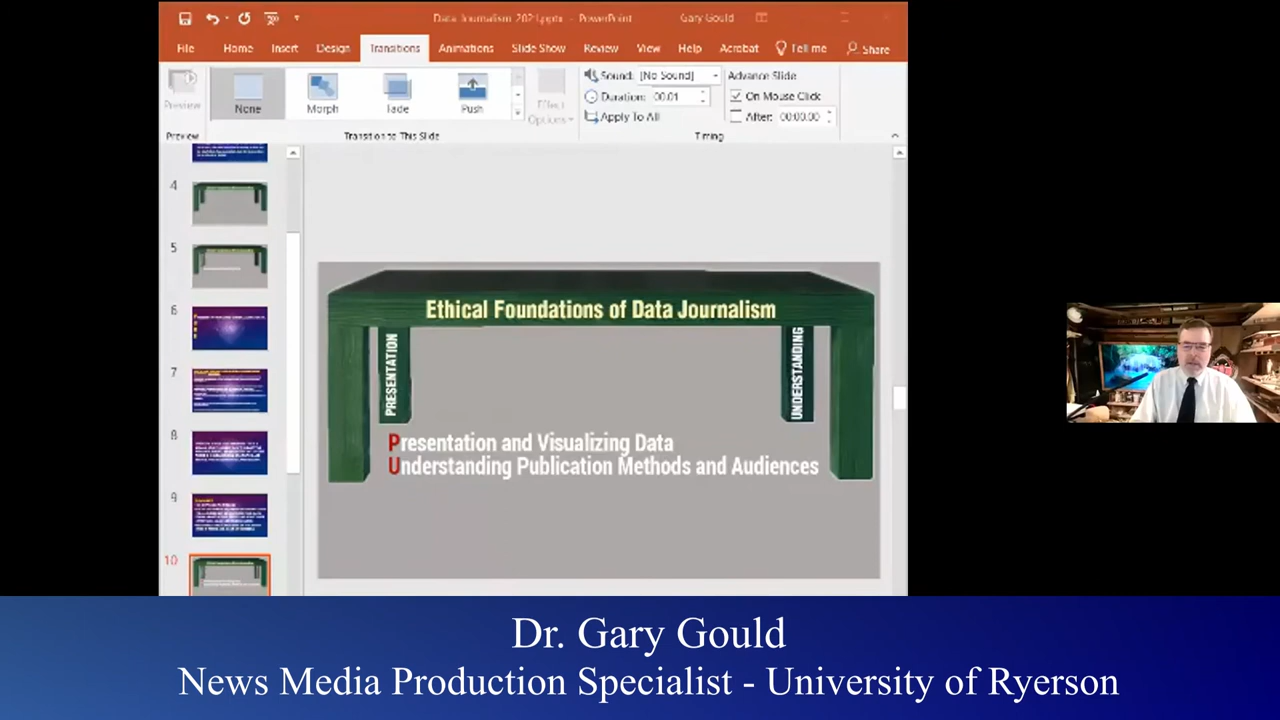 Data Journalism 2021.pptx - PowerPoint
Gary Gould
File
Home
Insert
Design
Transitions
Animations
Slide Show
Review
View
Help
Acrobat
Tell me
Share
Preview
None
Morph
Fade
Push
Effect
Options
Sound: [No Sound]
Duration: 00.01
Apply To All
Advance Slide
On Mouse Click
After: 00:00.00
Preview
Transition to This Slide
Timing
4
5
6
7
8
9
10
Ethical Foundations of Data Journalism
PRESENTATION
UNDERSTANDING
Presentation and Visualizing Data
Understanding Publication Methods and Audiences
Dr. Gary Gould
News Media Production Specialist - University of Ryerson